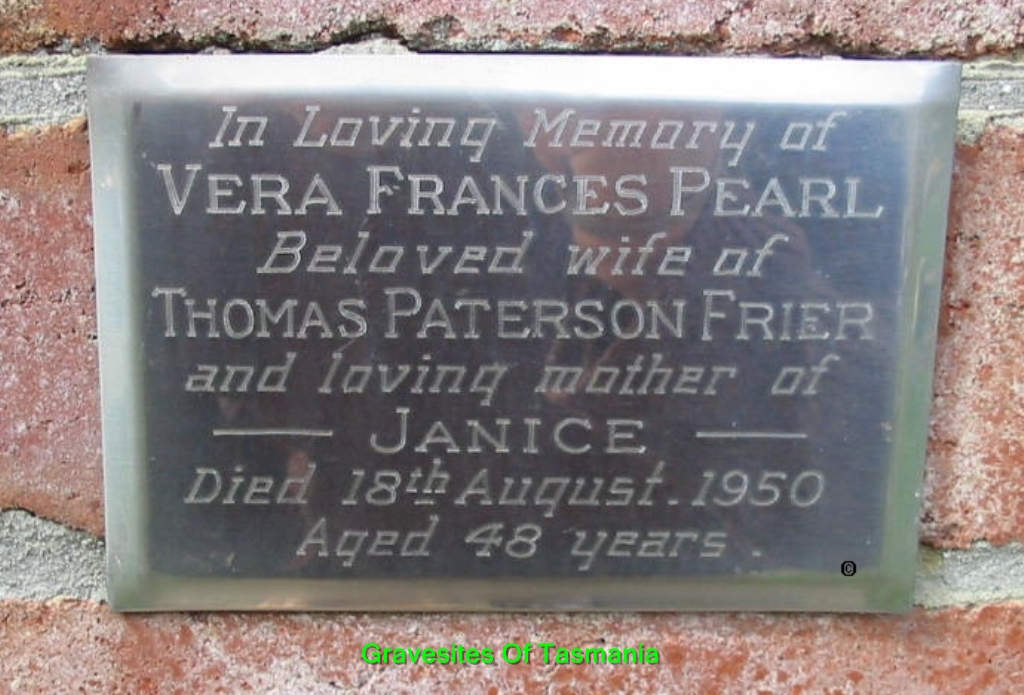 In Loving Memory of
VERA FRANCES PEARL
Beloved wife of
THOMAS PATERSON FRIER
and loving mother of
— JANICE —
Died 18th August. 1950
Aged 48 years.
©
Gravesites Of Tasmania